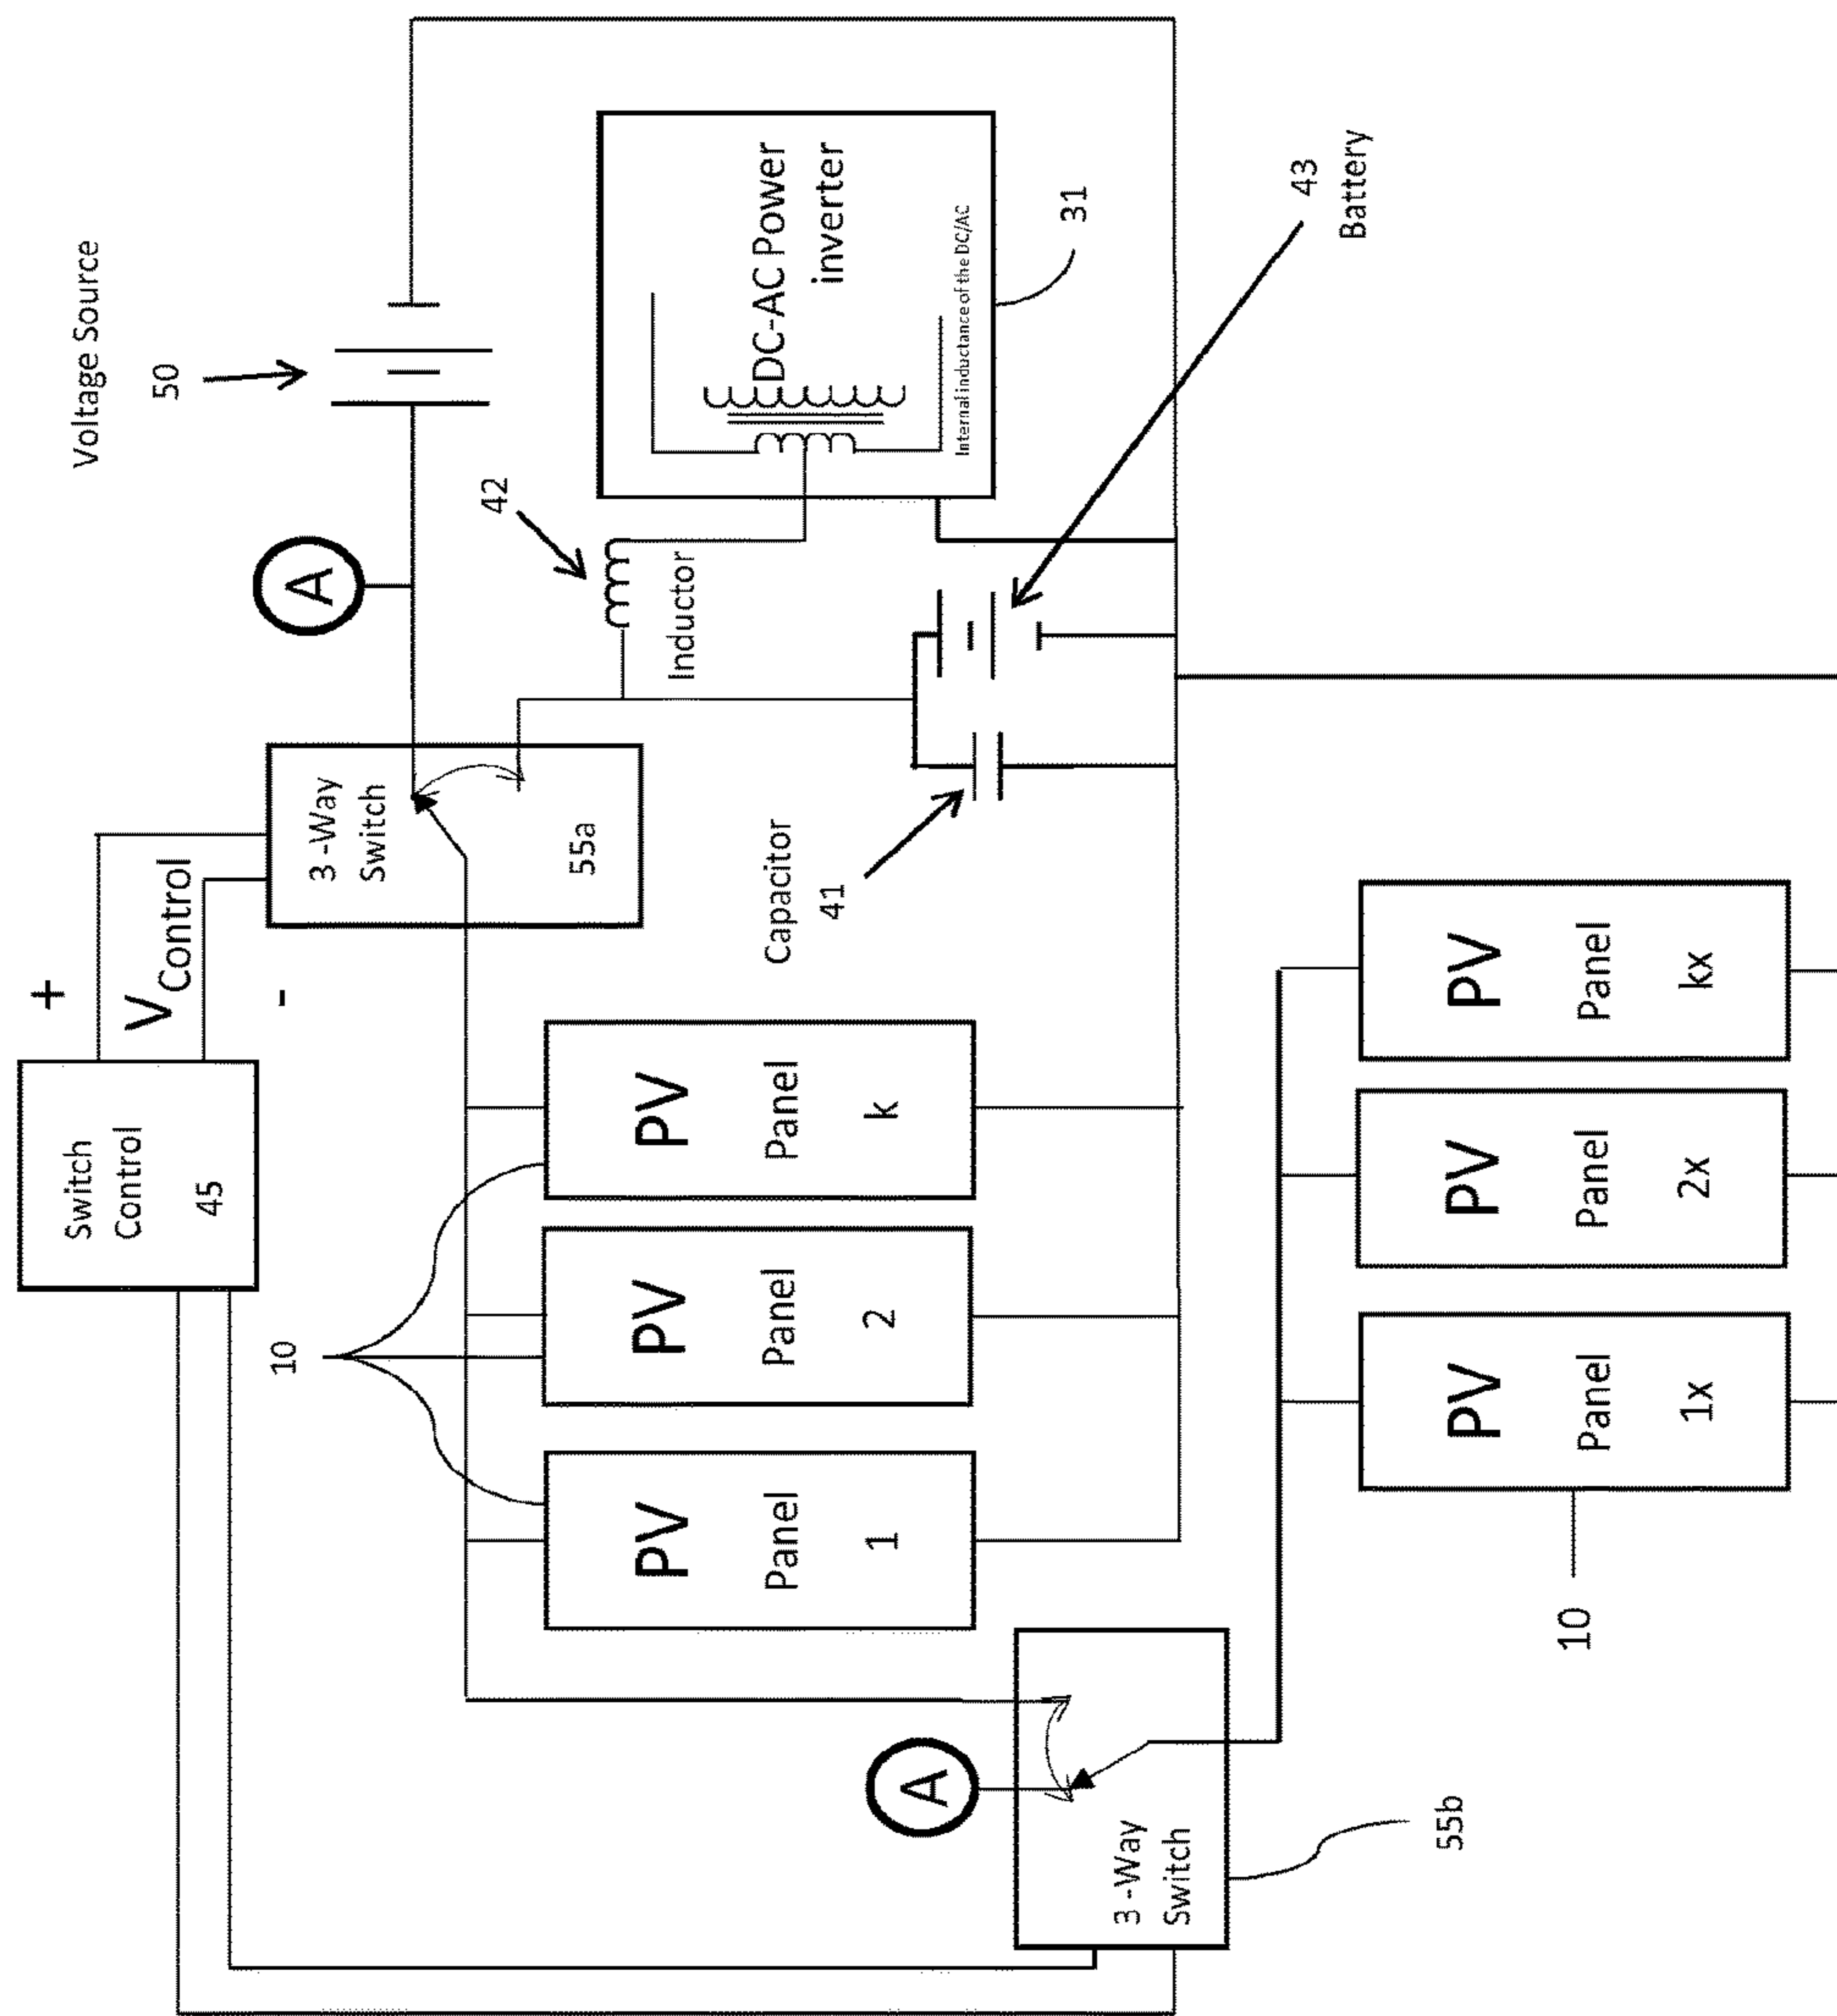 Voltage Source
50
A
42
Inductor
DC-AC Power
inverter
Internal inductance of the DC/AC
31
43
Battery
+
V Control
-
Switch
Control
45
3 -Way
Switch
55a
Capacitor
41
10
PV
Panel
1
PV
Panel
2
PV
Panel
k
A
3 -Way
Switch
55b
PV
Panel
1x
PV
Panel
2x
PV
Panel
kx
10